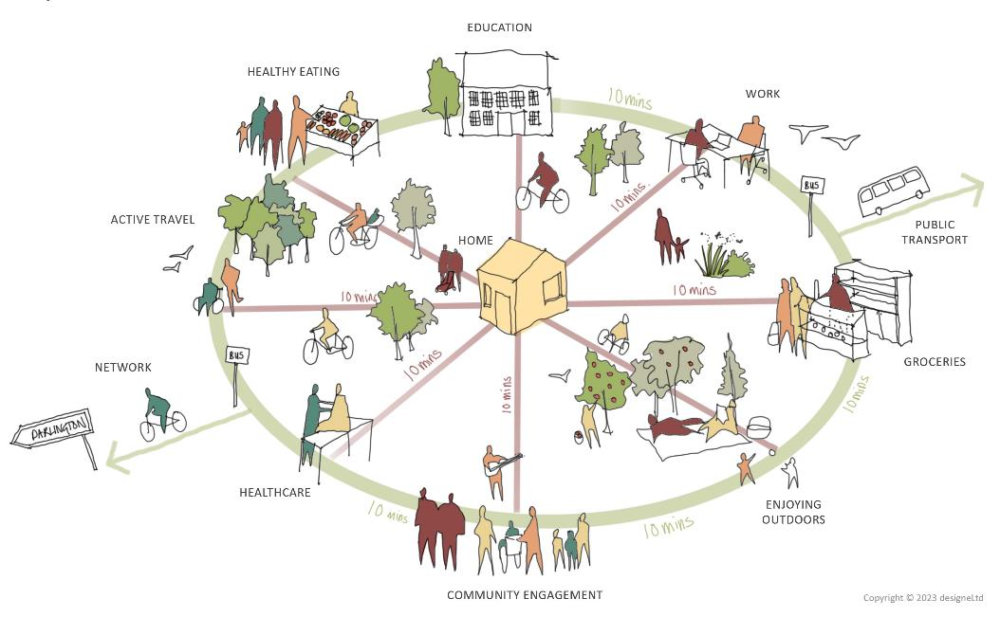 EDUCATION
HEALTHY EATING
10 mins
WORK
BUS
10 mins
ACTIVE TRAVEL
PUBLIC
TRANSPORT
HOME
10 mins
10 mins
BUS
NETWORK
10 mins
GROCERIES
10 mins
10 mins
DARLINGTON
HEALTHCARE
10 mins
ENJOYING
OUTDOORS
10 mins
COMMUNITY ENGAGEMENT
Copyright © 2023 designeLtd